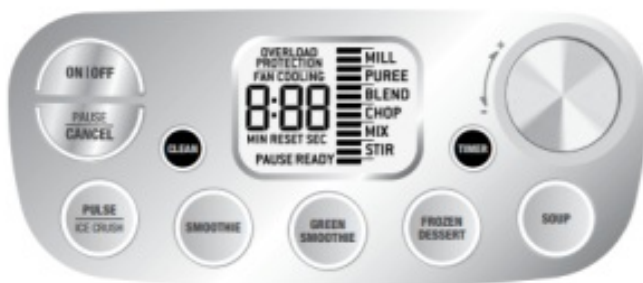 ON|OFF
PAUSE
CANCEL
CLEAN
OVERLOAD
PROTECTION
FAN COOLING
8:88
MIN RESET SEC
PAUSE READY
MILL
PUREE
BLEND
CHOP
MIX
STIR
TIMER
PULSE
ICE CRUSH
SMOOTHIE
GREEN
SMOOTHIE
FROZEN
DESSERT
SOUP